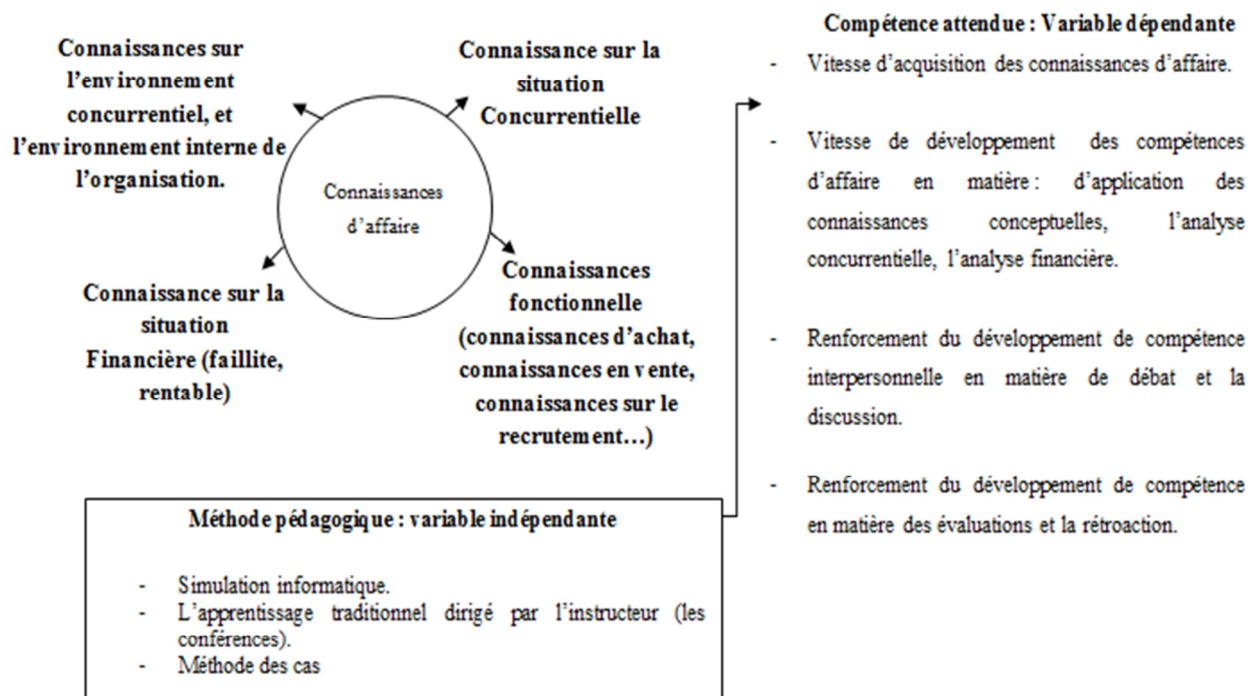 Connaissances sur
l'environnement
concurrentiel, et
l'environnement interne de
l'organisation.
Connaissance sur la
situation
Concurrentielle
Connaissances
d'affaire
Connaissance sur la
situation
Financière (faillite,
rentable)
Connaissances
fonctionnelle
(connaissances d'achat,
connaissances en vente,
connaissances sur le
recrutement...)
Méthode pédagogique : variable indépendante
- Simulation informatique.
- L'apprentissage traditionnel dirigé par l'instructeur (les
conférences).
- Méthode des cas
Compétence attendue : Variable dépendante
- Vitesse d'acquisition des connaissances d'affaire.
- Vitesse de développement des compétences
d'affaire en matière : d'application des
connaissances conceptuelles, l'analyse
concurrentielle, l'analyse financière.
- Renforcement du développement de compétence
interpersonnelle en matière de débat et la
discussion.
- Renforcement du développement de compétence
en matière des évaluations et la rétroaction.